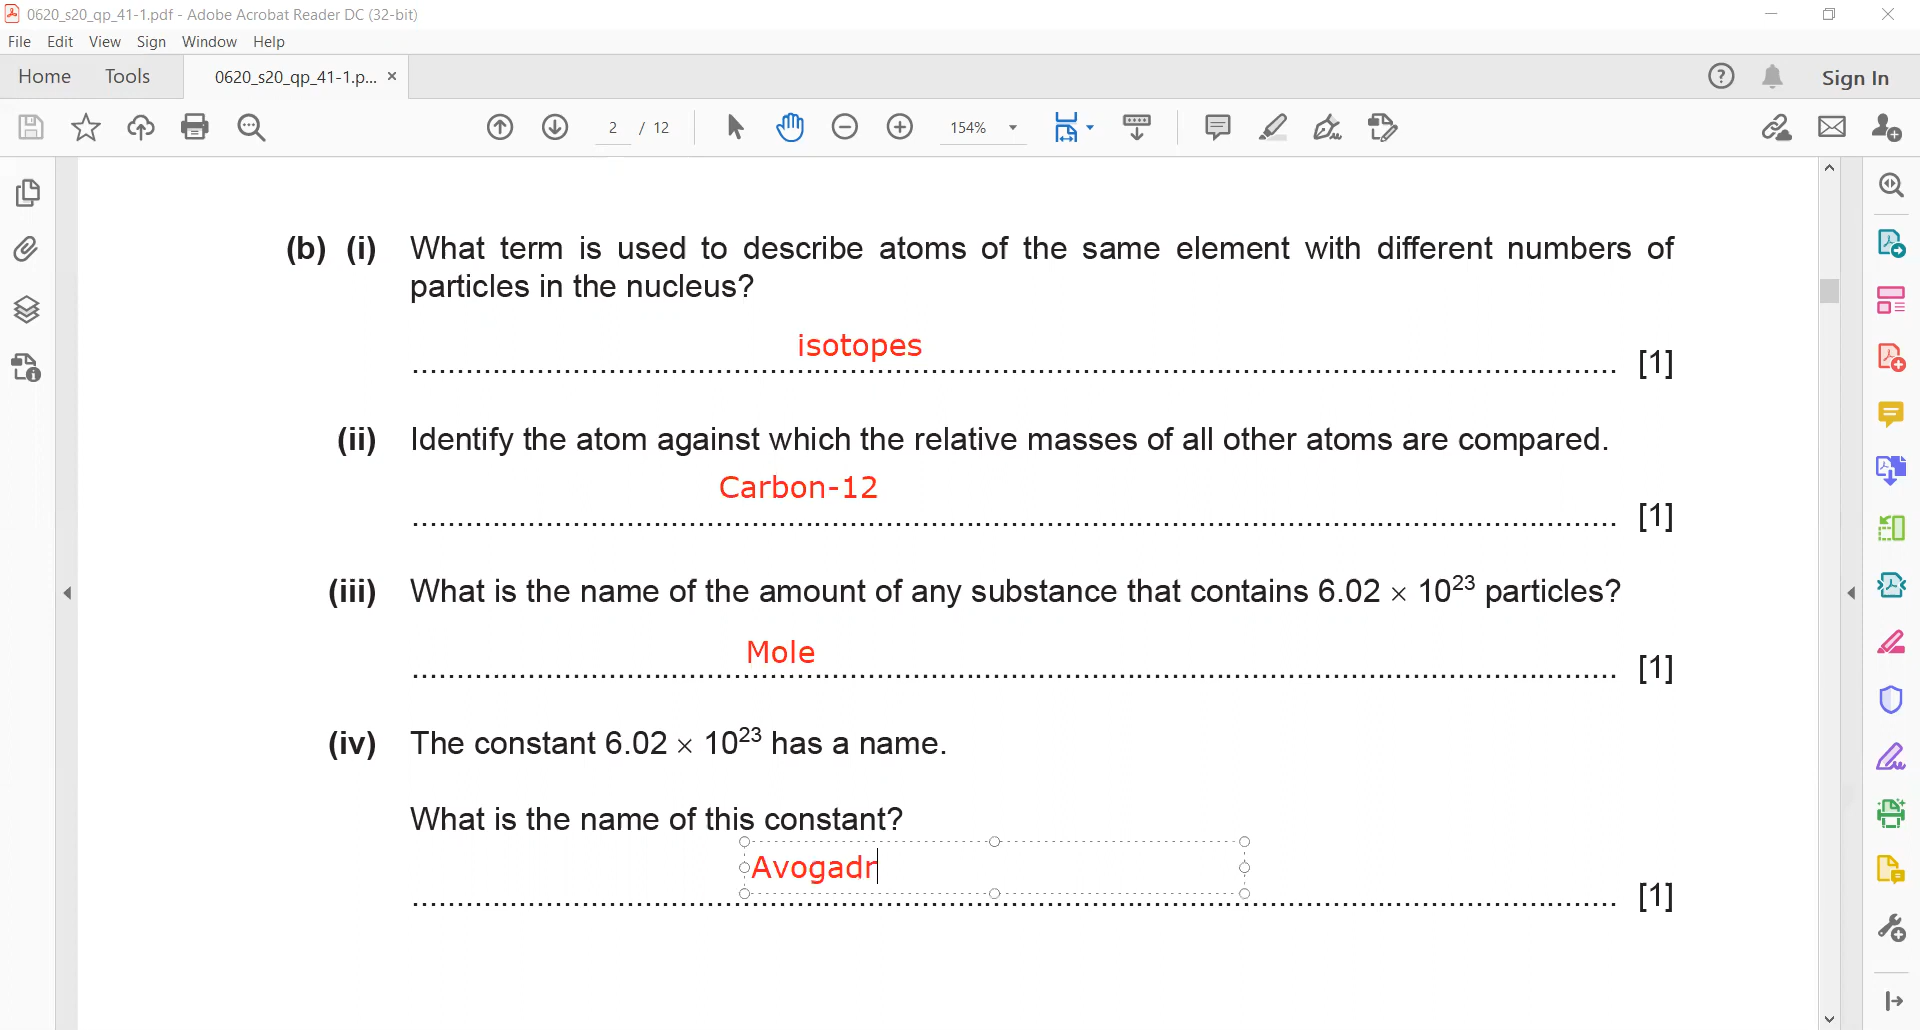 0620_s20_qp_41-1.pdf - Adobe Acrobat Reader DC (32-bit)
File Edit View Sign Window Help
Home Tools 0620_s20_qp_41-1.p... × Sign In
2 / 12 154%
(b) (i) What term is used to describe atoms of the same element with different numbers of
particles in the nucleus?
isotopes
[1]
(ii) Identify the atom against which the relative masses of all other atoms are compared.
Carbon-12
[1]
(iii) What is the name of the amount of any substance that contains 6.02 × 10²³ particles?
Mole
[1]
(iv) The constant 6.02 × 10²³ has a name.
What is the name of this constant?
Avogadr
[1]